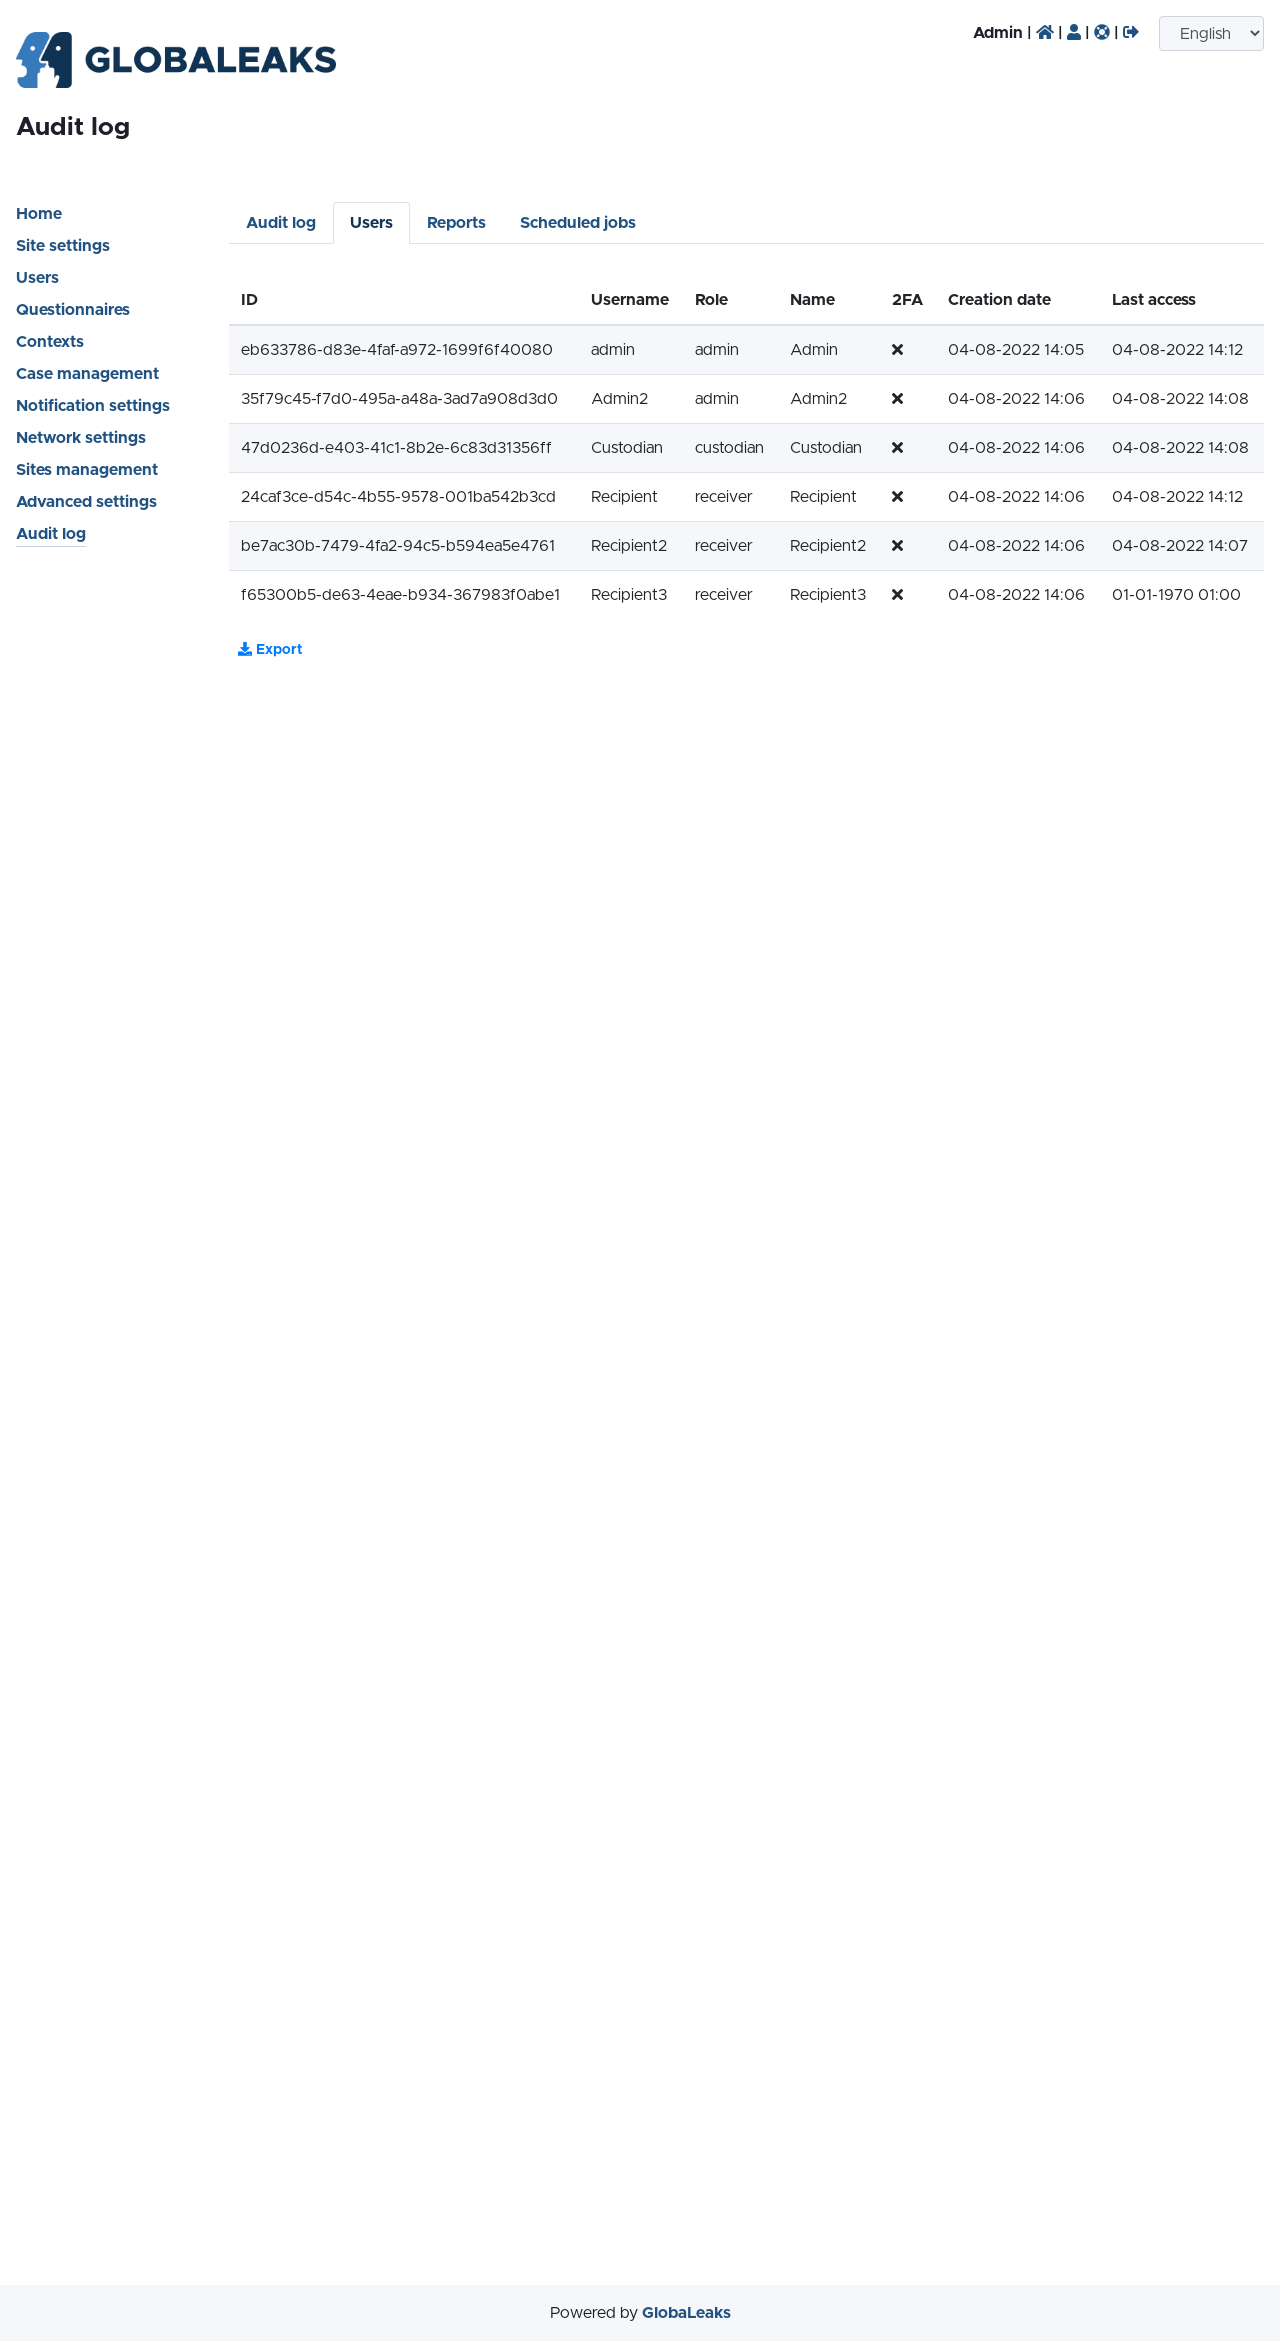 Admin | | | |
English
GLOBALEAKS
Audit log
Home
Site settings
Users
Questionnaires
Contexts
Case management
Notification settings
Network settings
Sites management
Advanced settings
Audit log
Audit log Users Reports Scheduled jobs
ID Username Role Name 2FA Creation date Last access
eb633786-d83e-4faf-a972-1699f6f40080 admin admin Admin 04-08-2022 14:05 04-08-2022 14:12
35f79c45-f7d0-495a-a48a-3ad7a908d3d0 Admin2 admin Admin2 04-08-2022 14:06 04-08-2022 14:08
47d0236d-e403-41c1-8b2e-6c83d31356ff Custodian custodian Custodian 04-08-2022 14:06 04-08-2022 14:08
24caf3ce-d54c-4b55-9578-001ba542b3cd Recipient receiver Recipient 04-08-2022 14:06 04-08-2022 14:12
be7ac30b-7479-4fa2-94c5-b594ea5e4761 Recipient2 receiver Recipient2 04-08-2022 14:06 04-08-2022 14:07
f65300b5-de63-4eae-b934-367983f0abe1 Recipient3 receiver Recipient3 04-08-2022 14:06 01-01-1970 01:00
Export
Powered by GlobaLeaks